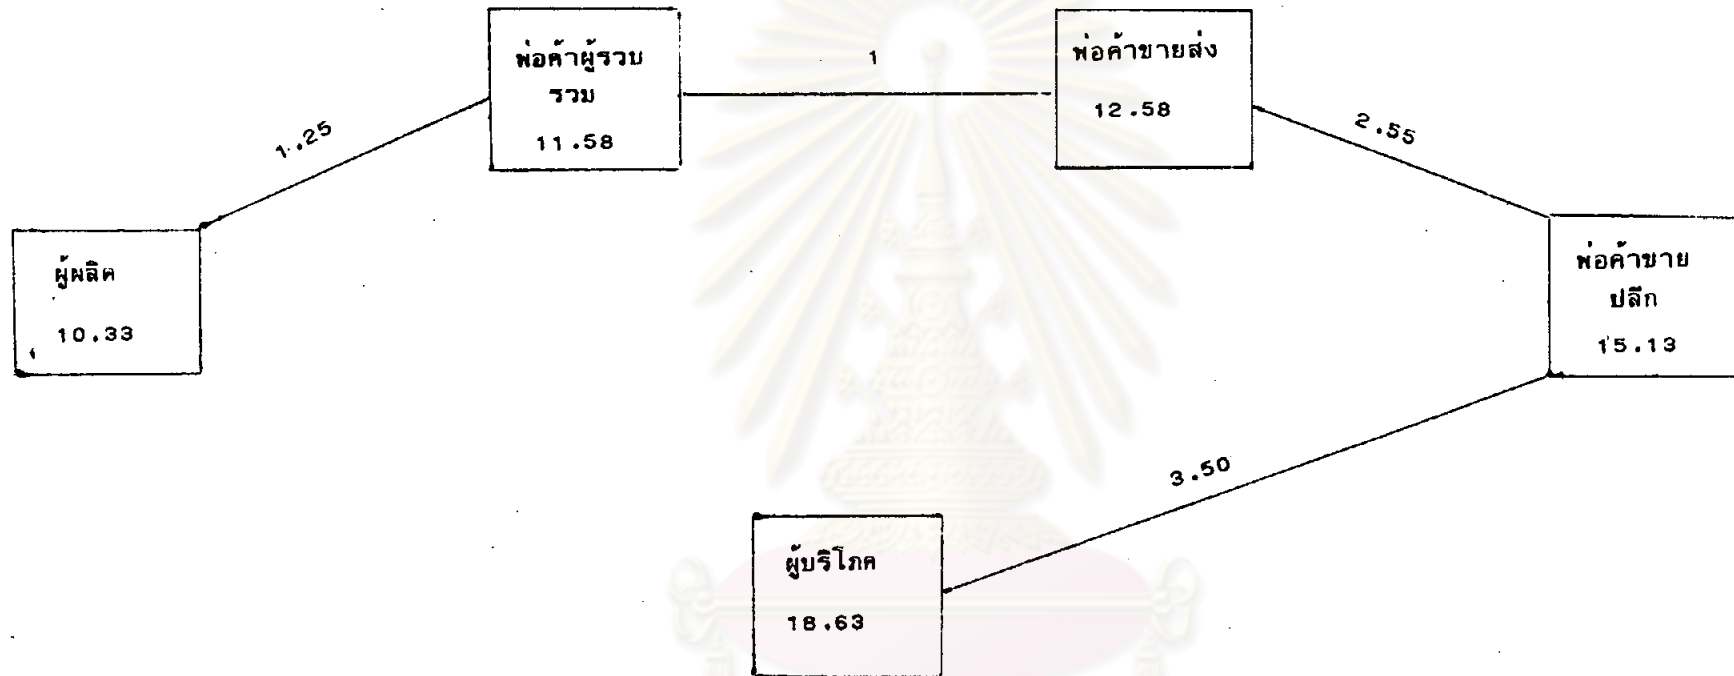 พ่อค้าผู้รวบ
รวม
11.58
1
พ่อค้าขายส่ง
12.58
1.25
2.55
ผู้ผลิต
10.33
พ่อค้าขาย
ปลีก
15.13
3.50
ผู้บริโภค
18.63